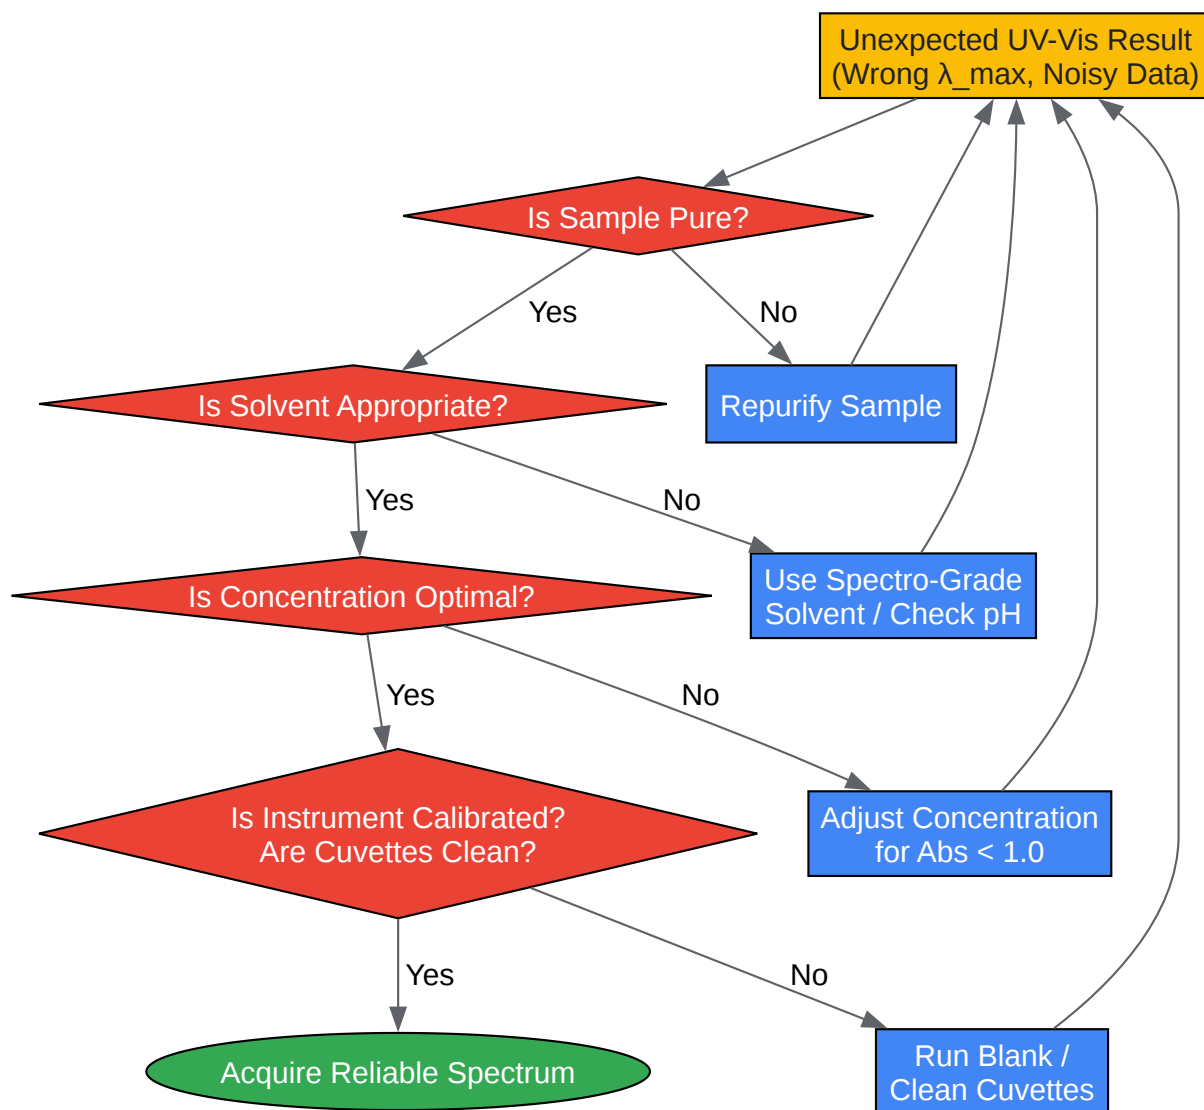 Unexpected UV-Vis Result
(Wrong λ_max, Noisy Data)
Is Sample Pure?
Yes
No
Is Solvent Appropriate?
Repurify Sample
Yes
No
Use Spectro-Grade
Solvent / Check pH
Is Concentration Optimal?
Yes
No
Is Instrument Calibrated?
Are Cuvettes Clean?
Adjust Concentration
for Abs < 1.0
Yes
No
Acquire Reliable Spectrum
Run Blank /
Clean Cuvettes